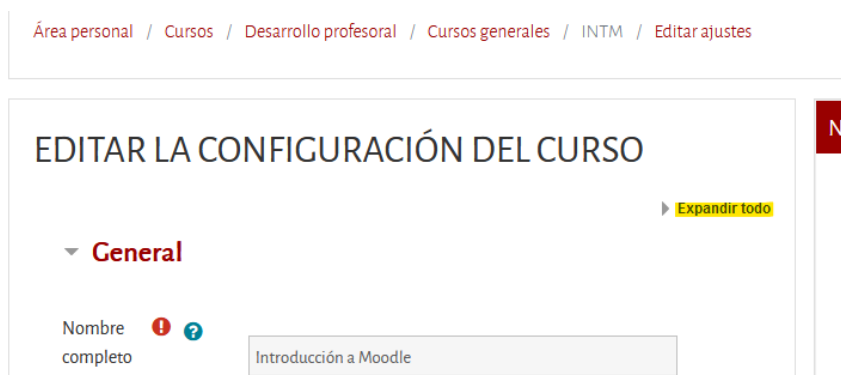 Área personal / Cursos / Desarrollo profesoral / Cursos generales / INTM / Editar ajustes
N
EDITAR LA CONFIGURACIÓN DEL CURSO
Expandir todo
General
Nombre
completo
Introducción a Moodle